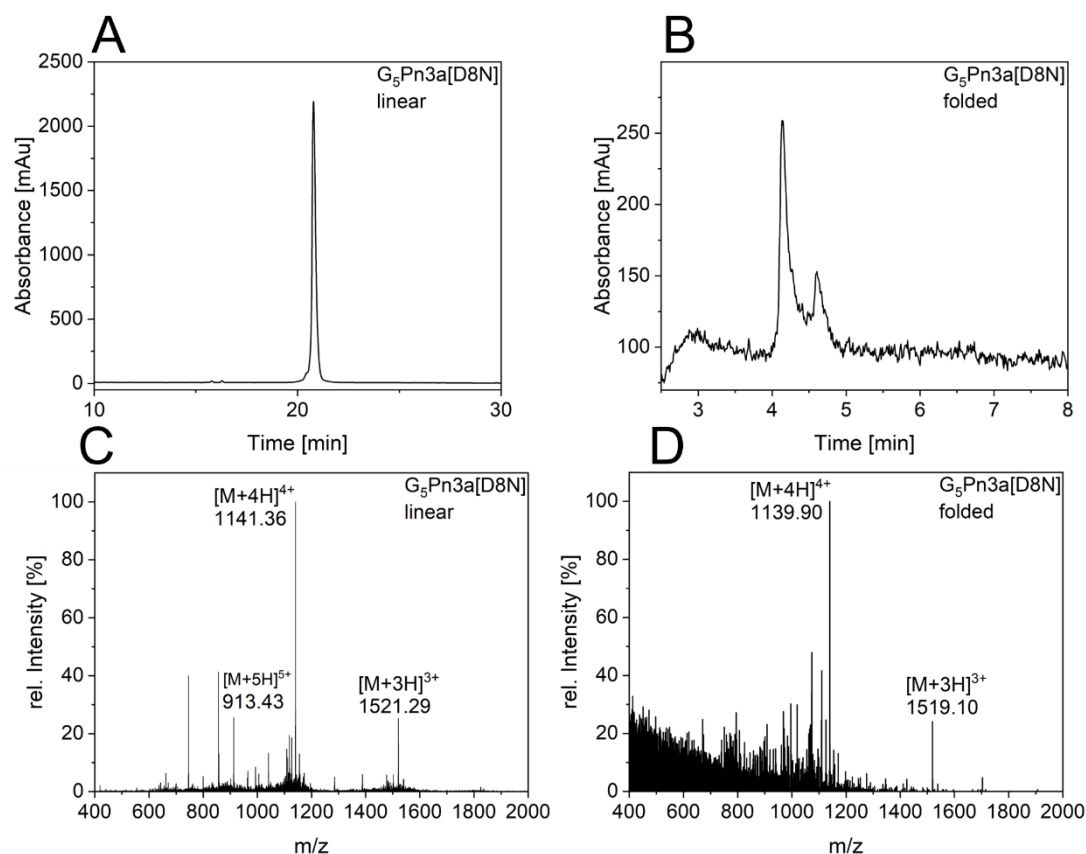 A
G₅Pn3a[D8N]
linear
Absorbance [mAu]
2500
2000
1500
1000
500
0
10
20
30
Time [min]
B
G₅Pn3a[D8N]
folded
Absorbance [mAu]
250
200
150
100
3
4
5
6
7
8
Time [min]
C
G₅Pn3a[D8N]
linear
[M+4H]⁴⁺
1141.36
[M+5H]⁵⁺
913.43
[M+3H]³⁺
1521.29
rel. Intensity [%]
100
80
60
40
20
0
400 600 800 1000 1200 1400 1600 1800 2000
m/z
D
G₅Pn3a[D8N]
folded
[M+4H]⁴⁺
1139.90
[M+3H]³⁺
1519.10
rel. Intensity [%]
100
80
60
40
20
0
400 600 800 1000 1200 1400 1600 1800 2000
m/z